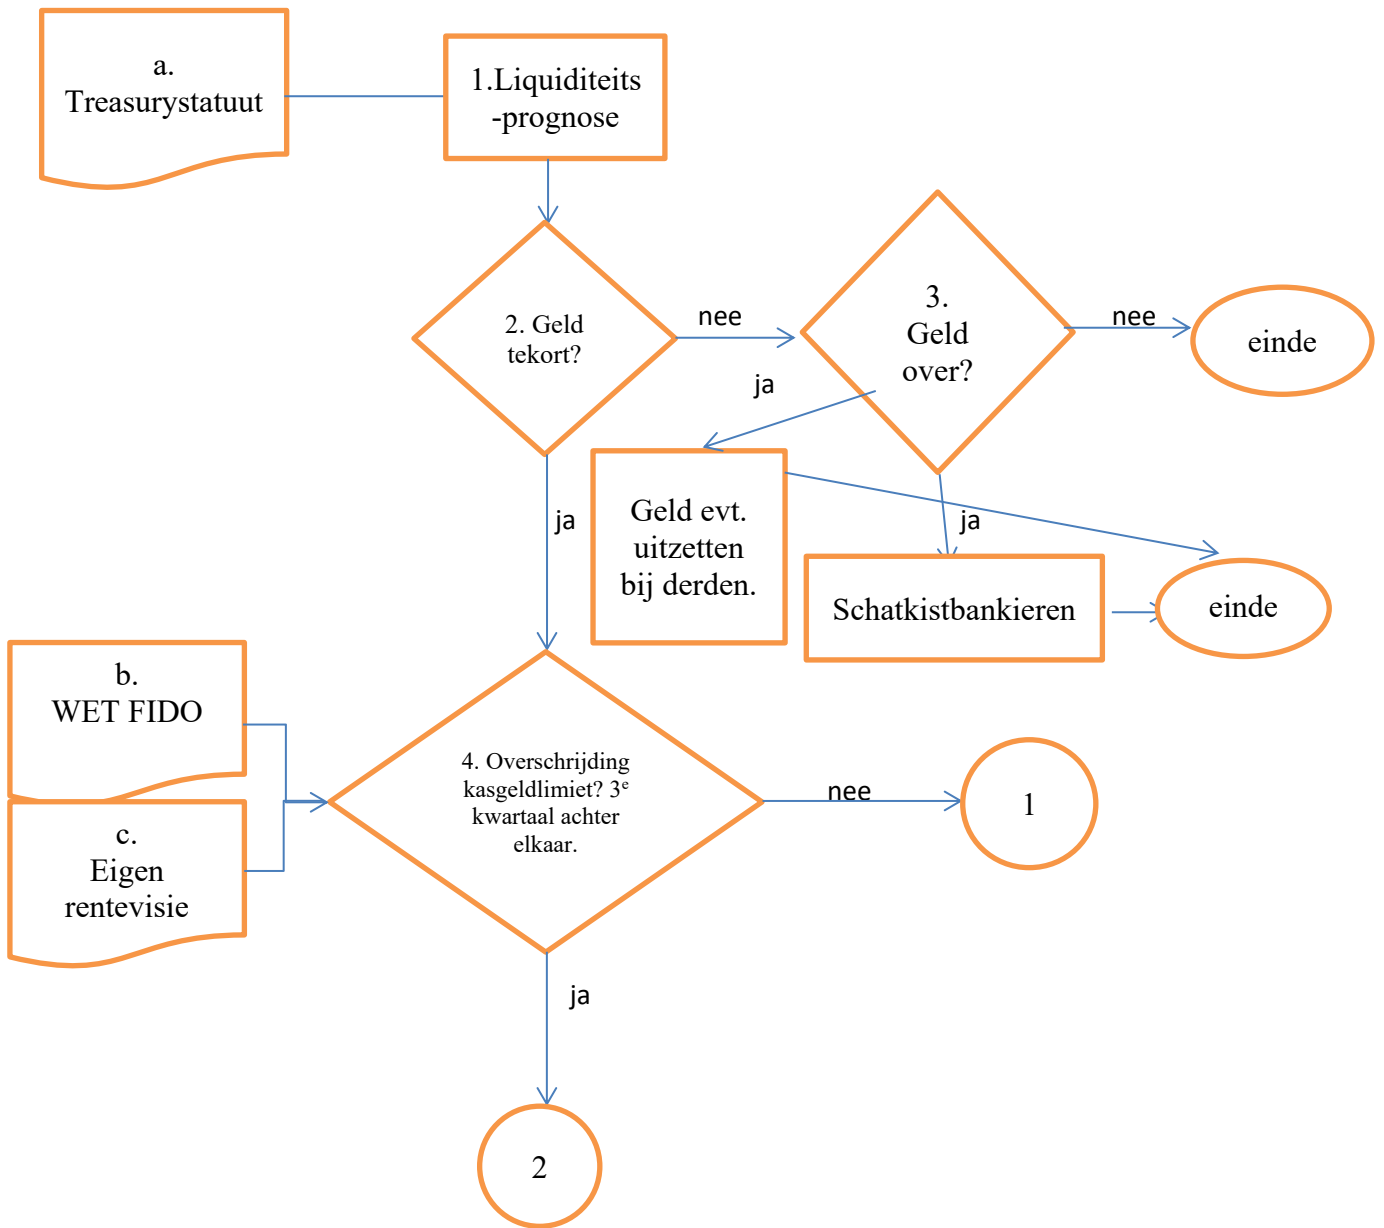 a.
Treasurystatuut
1.Liquiditeits
-prognose
2. Geld
tekort?
nee
3.
Geld
over?
nee
einde
ja
ja
Geld evt.
uitzetten
bij derden.
ja
Schatkistbankieren
einde
b.
WET FIDO
c.
Eigen
rentevisie
4. Overschrijding
kasgeldlimiet? 3e
kwartaal achter
elkaar.
nee
1
ja
2